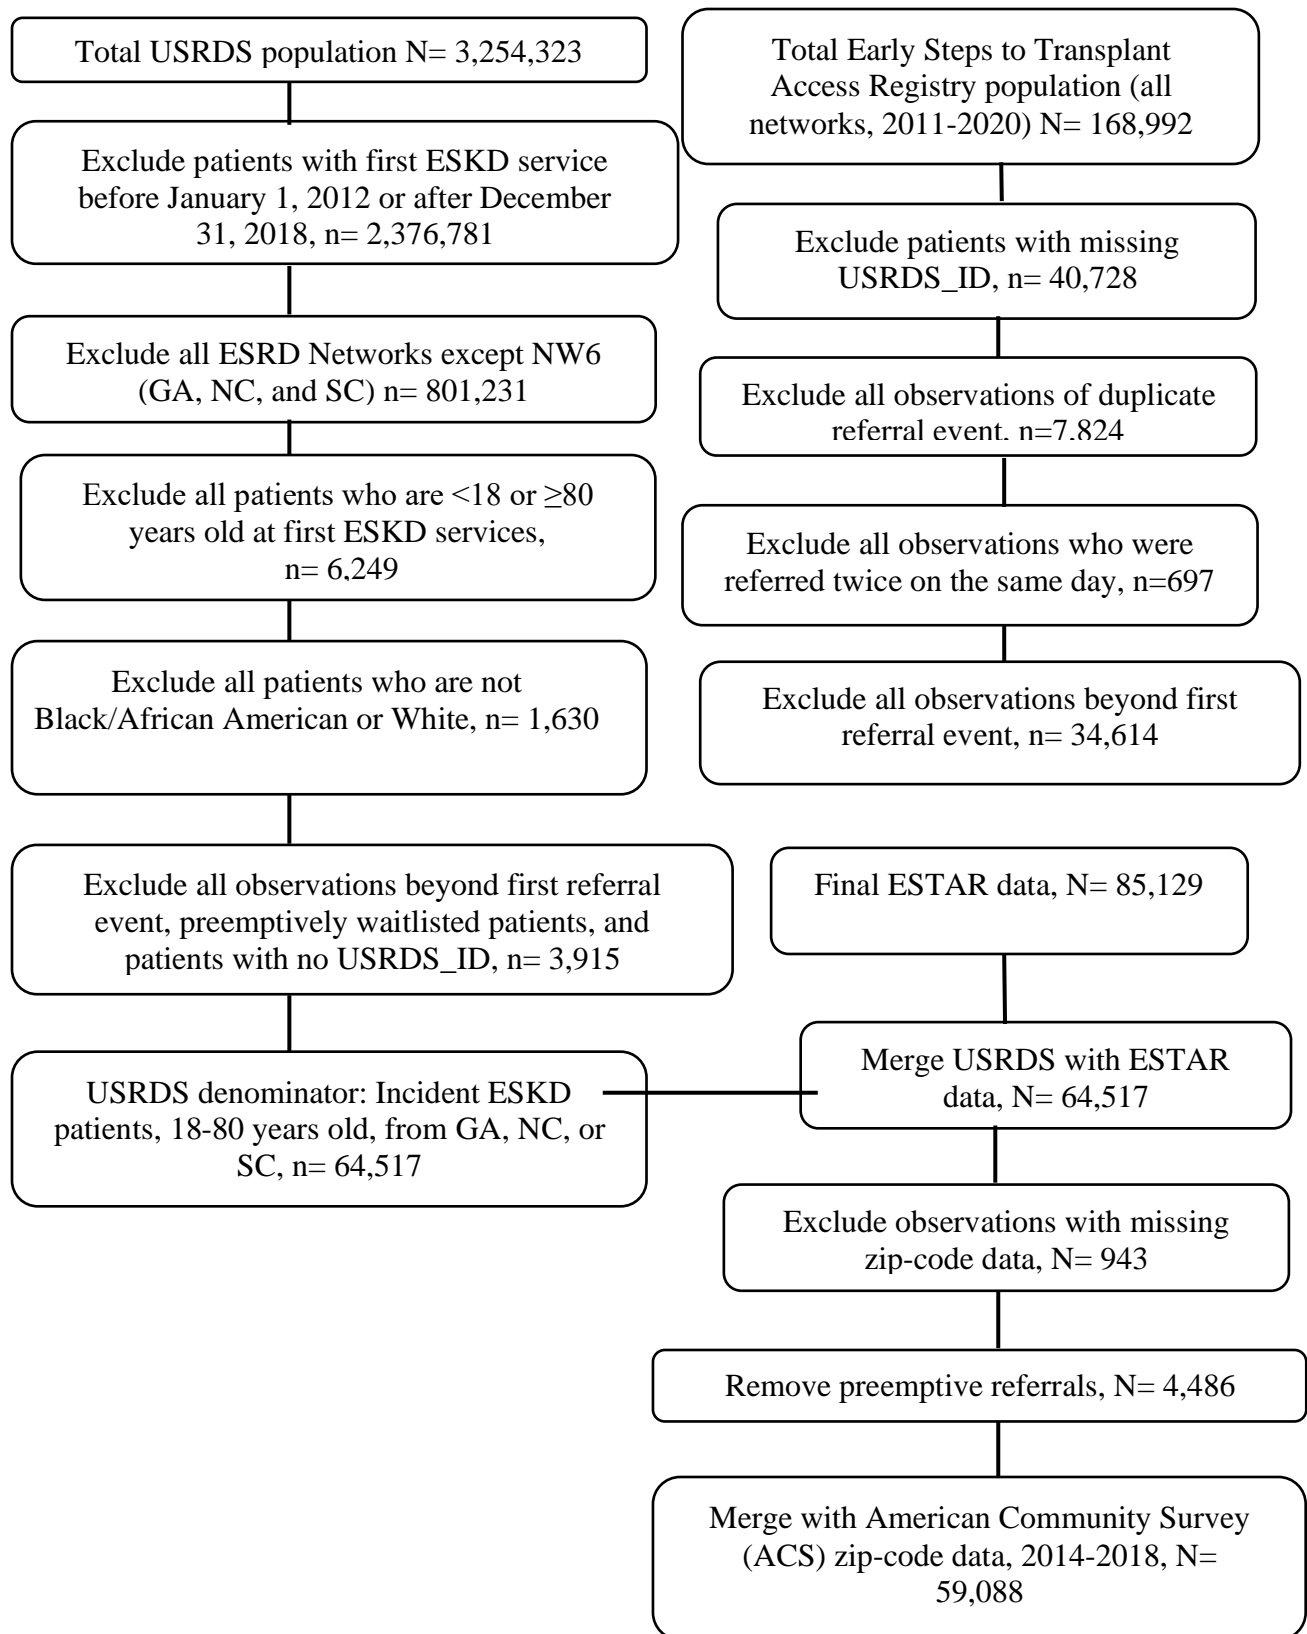 Total USRDS population N= 3,254,323
Exclude patients with first ESKD service
before January 1, 2012 or after December
31, 2018, n= 2,376,781
Exclude all ESRD Networks except NW6
(GA, NC, and SC) n= 801,231
Exclude all patients who are <18 or ≥80
years old at first ESKD services,
n= 6,249
Exclude all patients who are not
Black/African American or White, n= 1,630
Exclude all observations beyond first referral
event, preemptively waitlisted patients, and
patients with no USRDS_ID, n= 3,915
USRDS denominator: Incident ESKD
patients, 18-80 years old, from GA, NC, or
SC, n= 64,517
Total Early Steps to Transplant
Access Registry population (all
networks, 2011-2020) N= 168,992
Exclude patients with missing
USRDS_ID, n= 40,728
Exclude all observations of duplicate
referral event, n=7,824
Exclude all observations who were
referred twice on the same day, n=697
Exclude all observations beyond first
referral event, n= 34,614
Final ESTAR data, N= 85,129
Merge USRDS with ESTAR
data, N= 64,517
Exclude observations with missing
zip-code data, N= 943
Remove preemptive referrals, N= 4,486
Merge with American Community Survey
(ACS) zip-code data, 2014-2018, N=
59,088